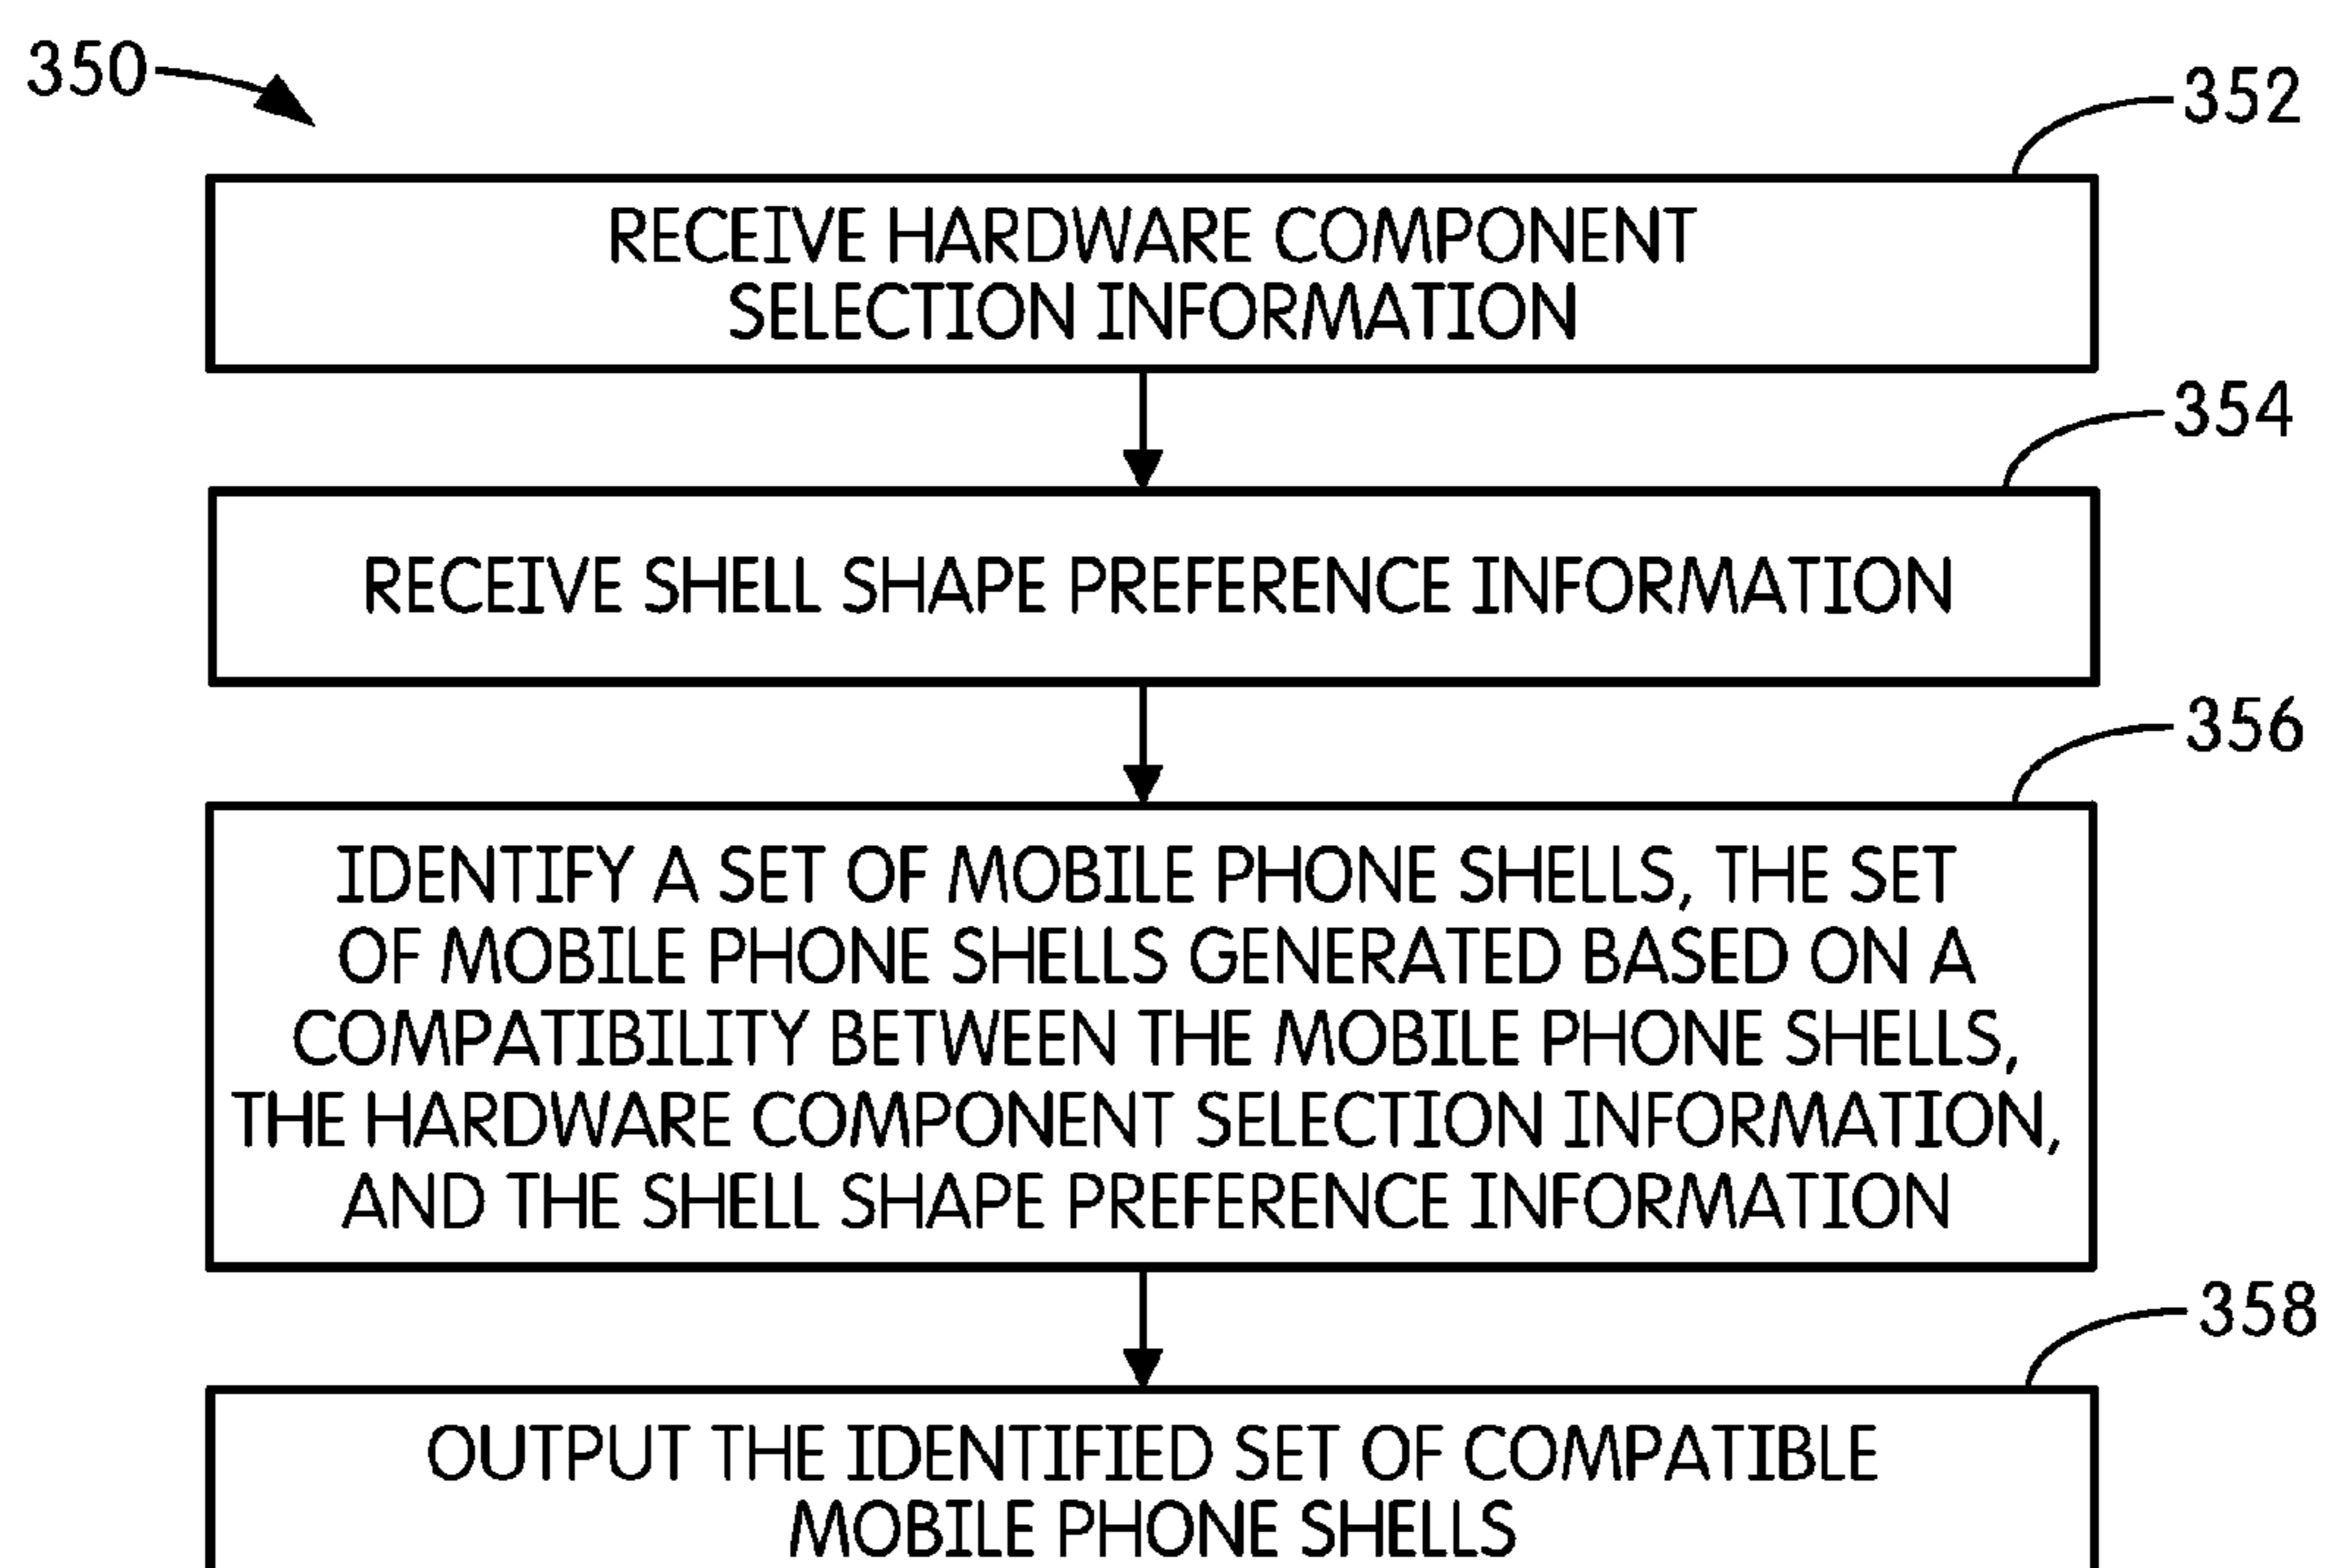 350
352
RECEIVE HARDWARE COMPONENT
SELECTION INFORMATION
354
RECEIVE SHELL SHAPE PREFERENCE INFORMATION
356
IDENTIFY A SET OF MOBILE PHONE SHELLS, THE SET
OF MOBILE PHONE SHELLS GENERATED BASED ON A
COMPATIBILITY BETWEEN THE MOBILE PHONE SHELLS,
THE HARDWARE COMPONENT SELECTION INFORMATION,
AND THE SHELL SHAPE PREFERENCE INFORMATION
358
OUTPUT THE IDENTIFIED SET OF COMPATIBLE
MOBILE PHONE SHELLS